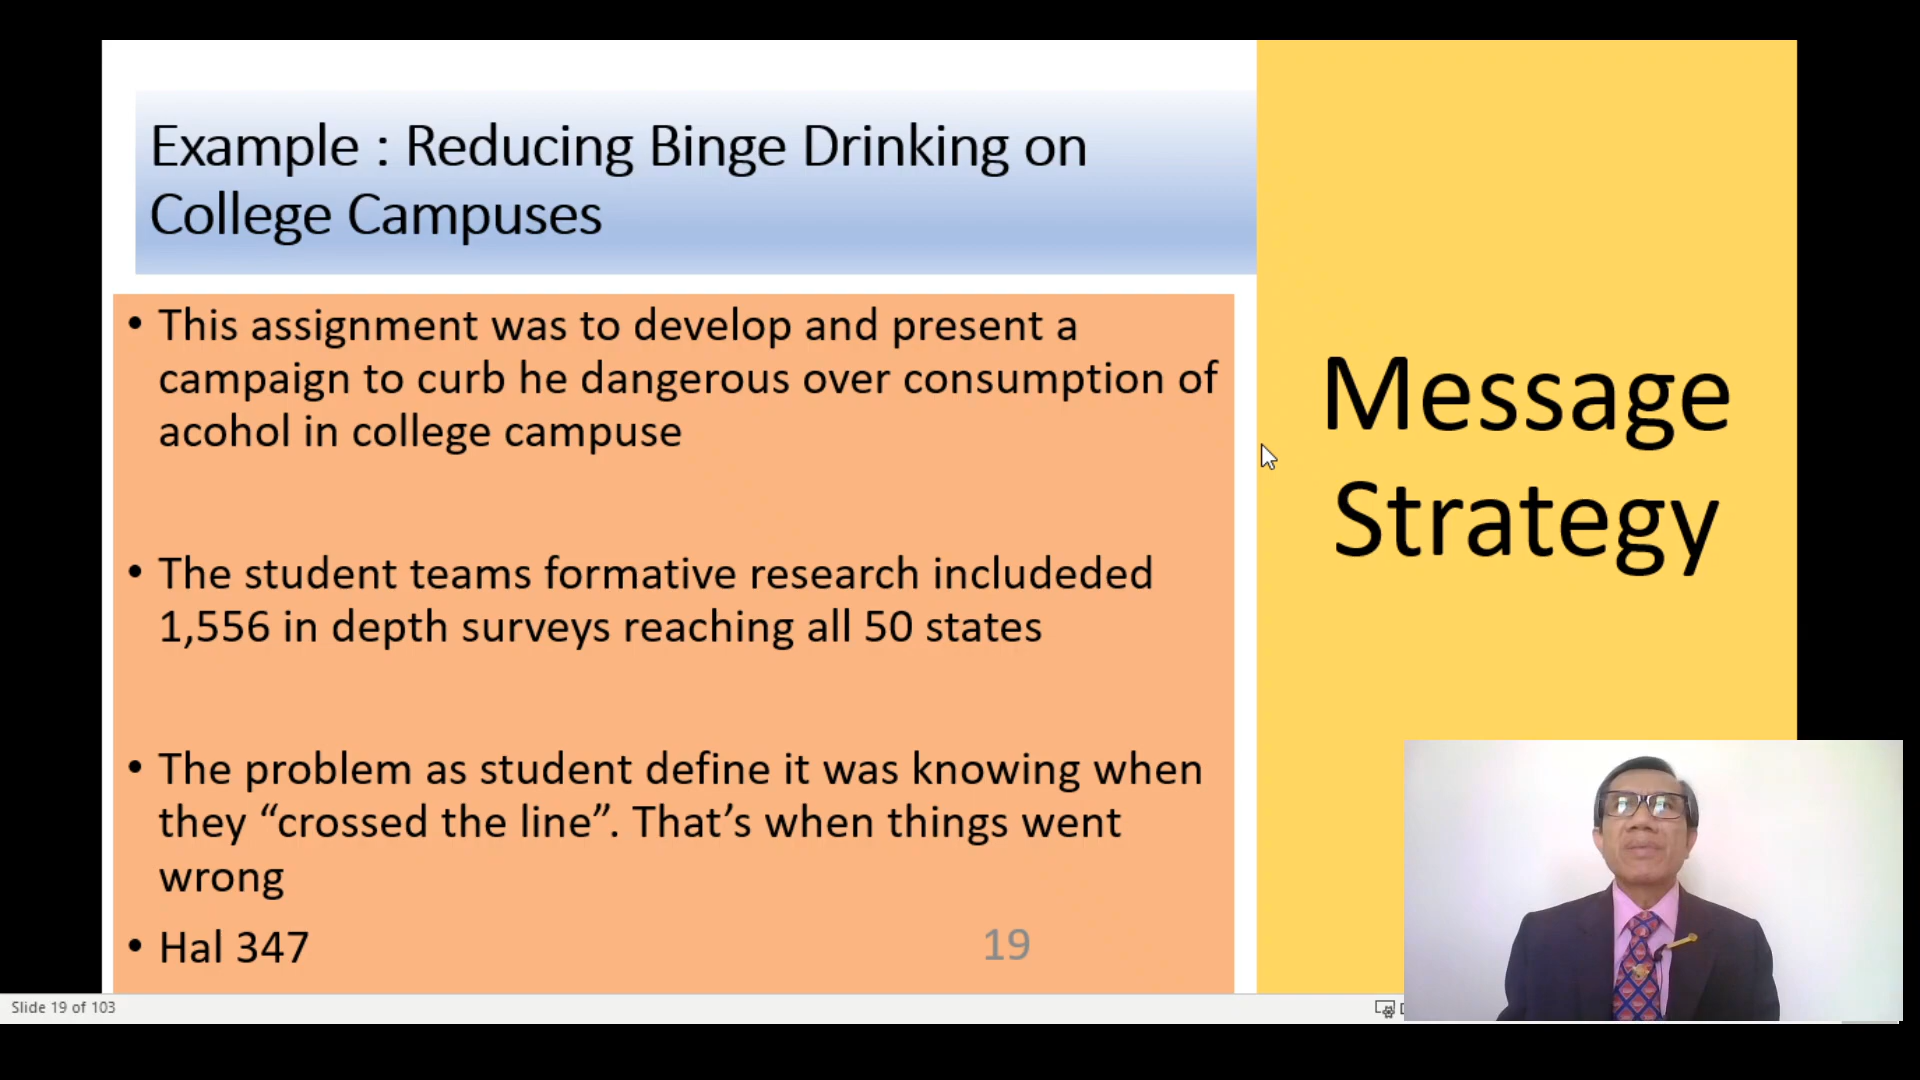 Example : Reducing Binge Drinking on
College Campuses
• This assignment was to develop and present a
campaign to curb he dangerous over consumption of
acohol in college campuse
• The student teams formative research includeded
1,556 in depth surveys reaching all 50 states
• The problem as student define it was knowing when
they “crossed the line”. That’s when things went
wrong
• Hal 347
19
Message
Strategy
Slide 19 of 103